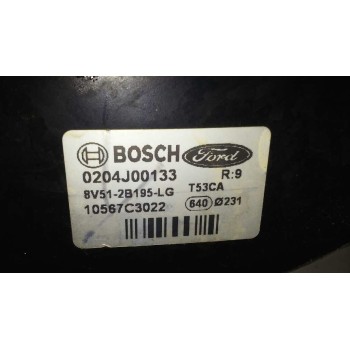 BOSCH Ford
0204J00133 R:9
8V51-2B195-LG T53CA
10567C3022 640 Ø231